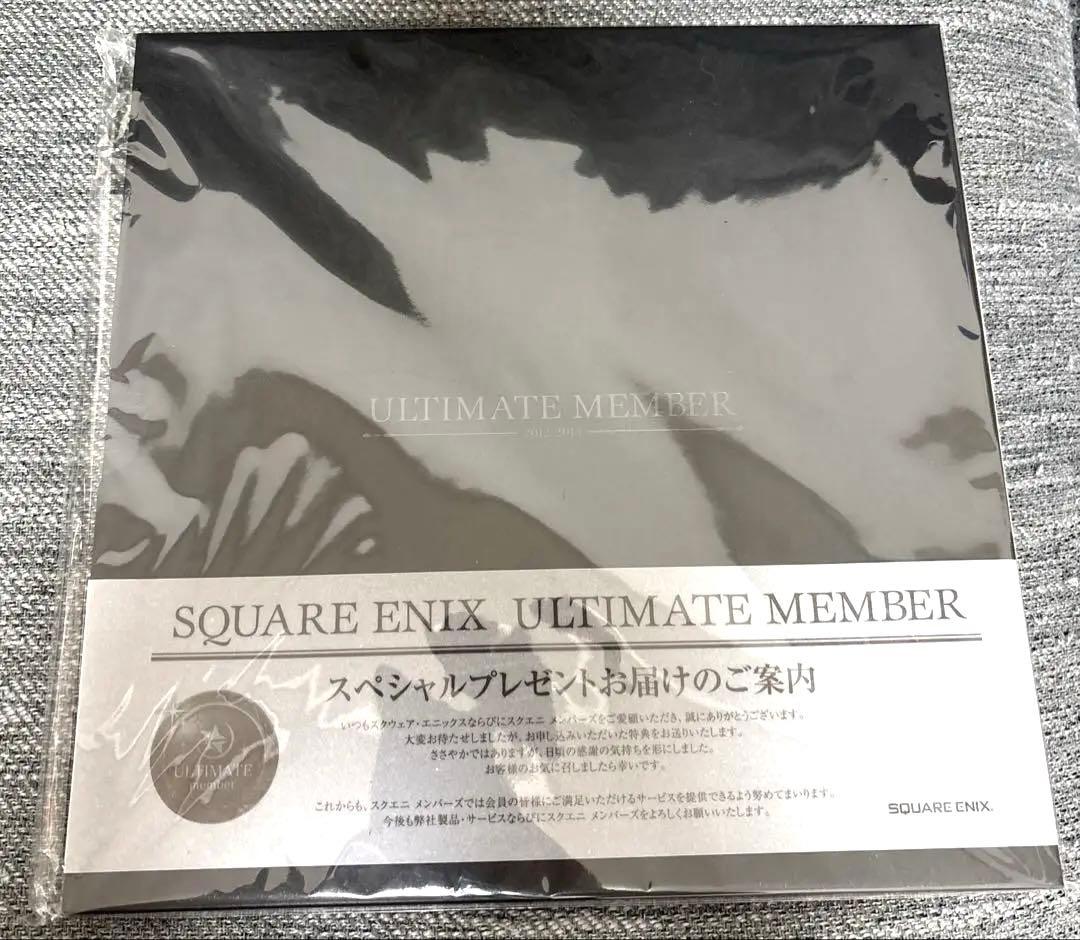 ULTIMATE MEMBER
2012-2013
SQUARE ENIX ULTIMATE MEMBER
スペシャルプレゼントお届けのご案内
いつもスクウェア・エニックスならびにスクエニ メンバーズをご愛顧いただき、誠にありがとうございます。
大変お待たせしましたが、お申し込みいただいた特典をお送りいたします。
ささやかではありますが、日頃の感謝の気持ちを形にしました。
お客様のお気に召しましたら幸いです。
ULTIMATE
member
これからも、スクエニ メンバーズでは会員の皆様にご満足いただけるサービスを提供できるよう努めてまいります。
今後も弊社製品・サービスならびにスクエニ メンバーズをよろしくお願いいたします。
SQUARE ENIX.